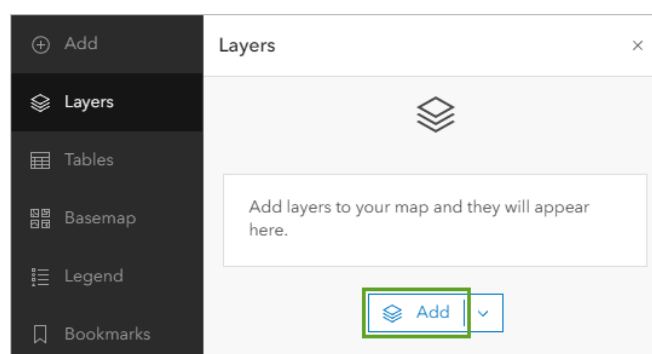 Add
Layers
Tables
Basemap
Legend
Bookmarks
Layers
Add layers to your map and they will appear
here.
Add